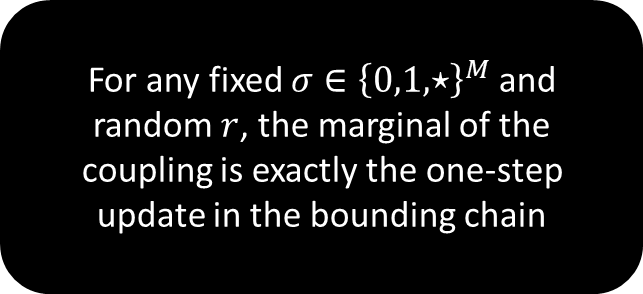 For any fixed 𝜎 ∈ {0,1,⋆}^𝑀 and
random 𝑟, the marginal of the
coupling is exactly the one-step
update in the bounding chain